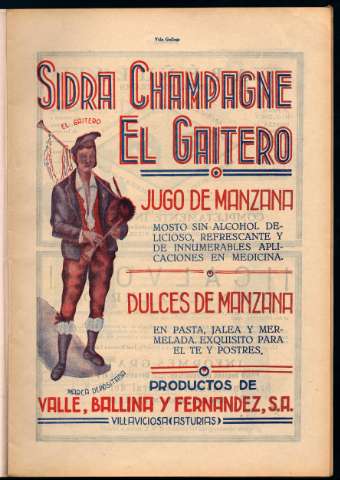 Vida Gallega
SIDRA CHAMPAGNE
EL GAITERO
EL GAITERO
JUGO DE MANZANA
MOSTO SIN ALCOHOL DE-
LICIOSO, REFRESCANTE Y
DE INNUMERABLES APLI-
CACIONES EN MEDICINA.
DULCES DE MANZANA
EN PASTA, JALEA Y MER-
MELADA. EXQUISITO PARA
EL TE Y POSTRES.
MARCA DEPOSITADA
PRODUCTOS DE
VALLE, BALLINA Y FERNANDEZ, S.A.
VILLAVICIOSA (ASTURIAS)